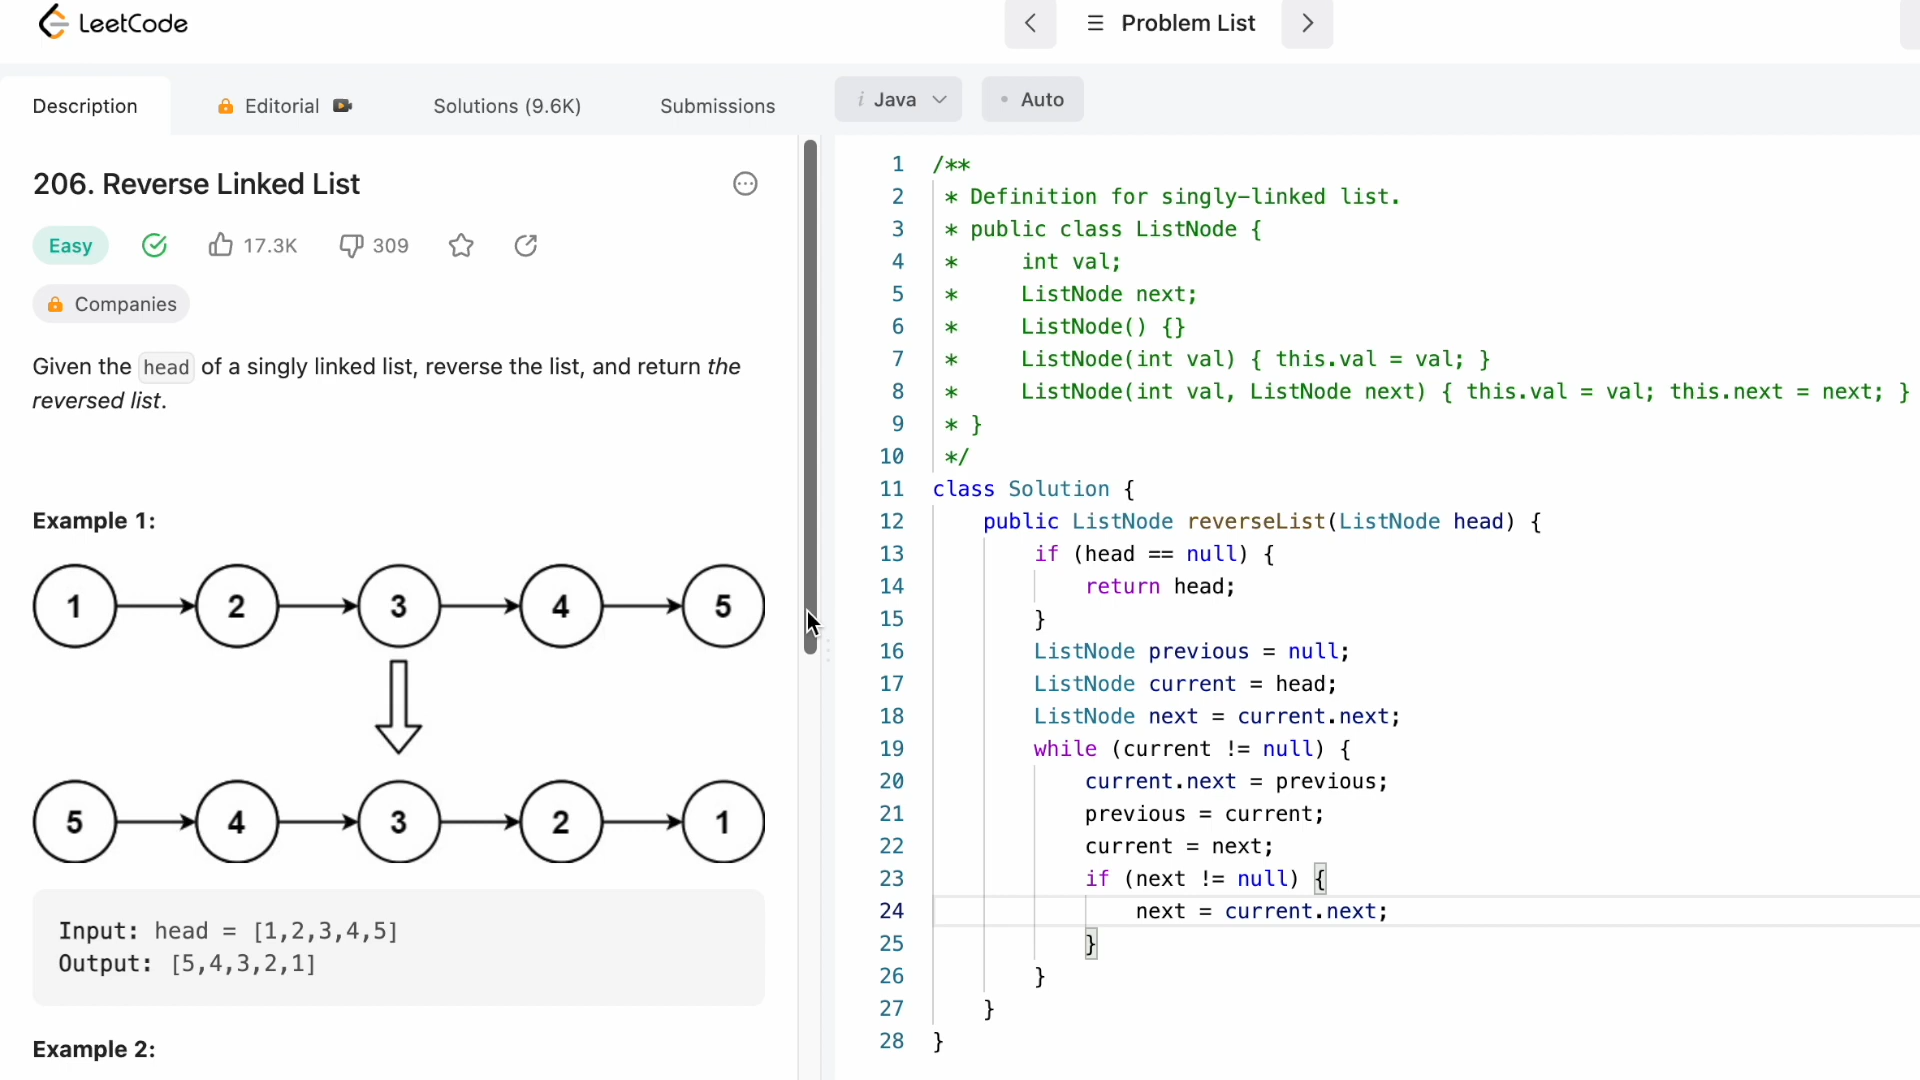 LeetCode
Problem List
Description
Editorial
Solutions (9.6K)
Submissions
i Java
Auto
206. Reverse Linked List
Easy
17.3K
309
Companies
Given the head of a singly linked list, reverse the list, and return the
reversed list.
Example 1:
1 2 3 4 5
5 4 3 2 1
Input: head = [1,2,3,4,5]
Output: [5,4,3,2,1]
Example 2:
1 /**
2 * Definition for singly-linked list.
3 * public class ListNode {
4 *     int val;
5 *     ListNode next;
6 *     ListNode() {}
7 *     ListNode(int val) { this.val = val; }
8 *     ListNode(int val, ListNode next) { this.val = val; this.next = next; }
9 * }
10 */
11 class Solution {
12     public ListNode reverseList(ListNode head) {
13         if (head == null) {
14             return head;
15         }
16         ListNode previous = null;
17         ListNode current = head;
18         ListNode next = current.next;
19         while (current != null) {
20             current.next = previous;
21             previous = current;
22             current = next;
23             if (next != null) {
24                 next = current.next;
25             }
26         }
27     }
28 }